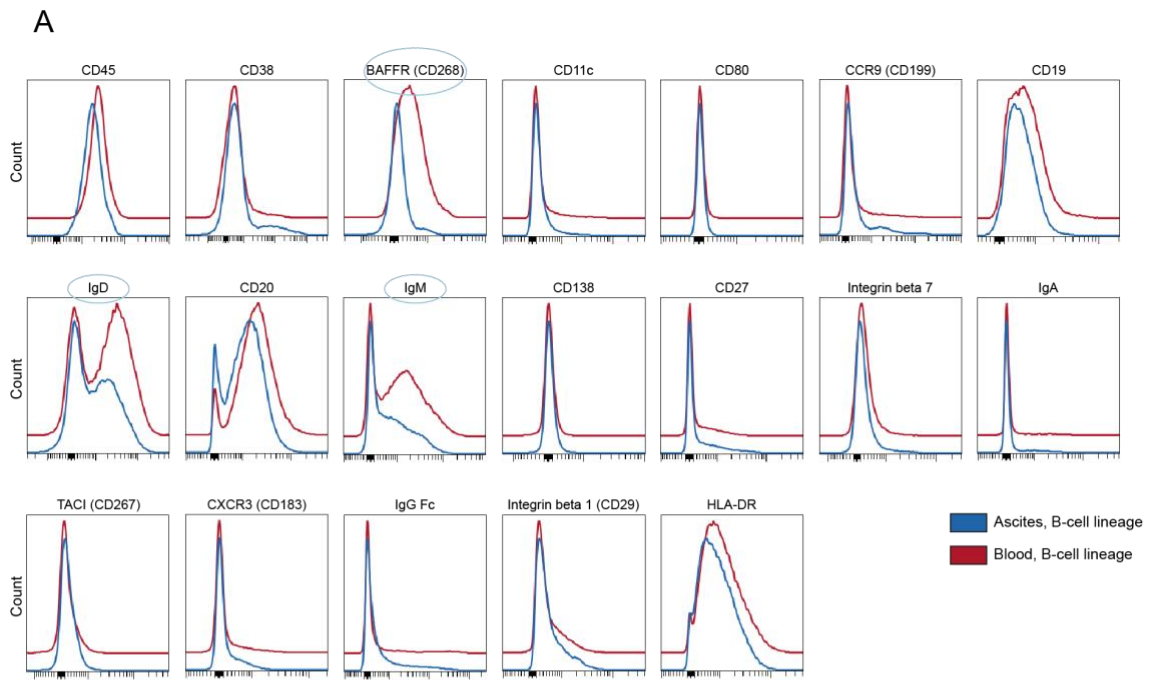 A
CD45
CD38
BAFFR (CD268)
CD11c
CD80
CCR9 (CD199)
CD19
Count
IgD
CD20
IgM
CD138
CD27
Integrin beta 7
IgA
Count
TACI (CD267)
CXCR3 (CD183)
IgG Fc
Integrin beta 1 (CD29)
HLA-DR
Count
Ascites, B-cell lineage
Blood, B-cell lineage